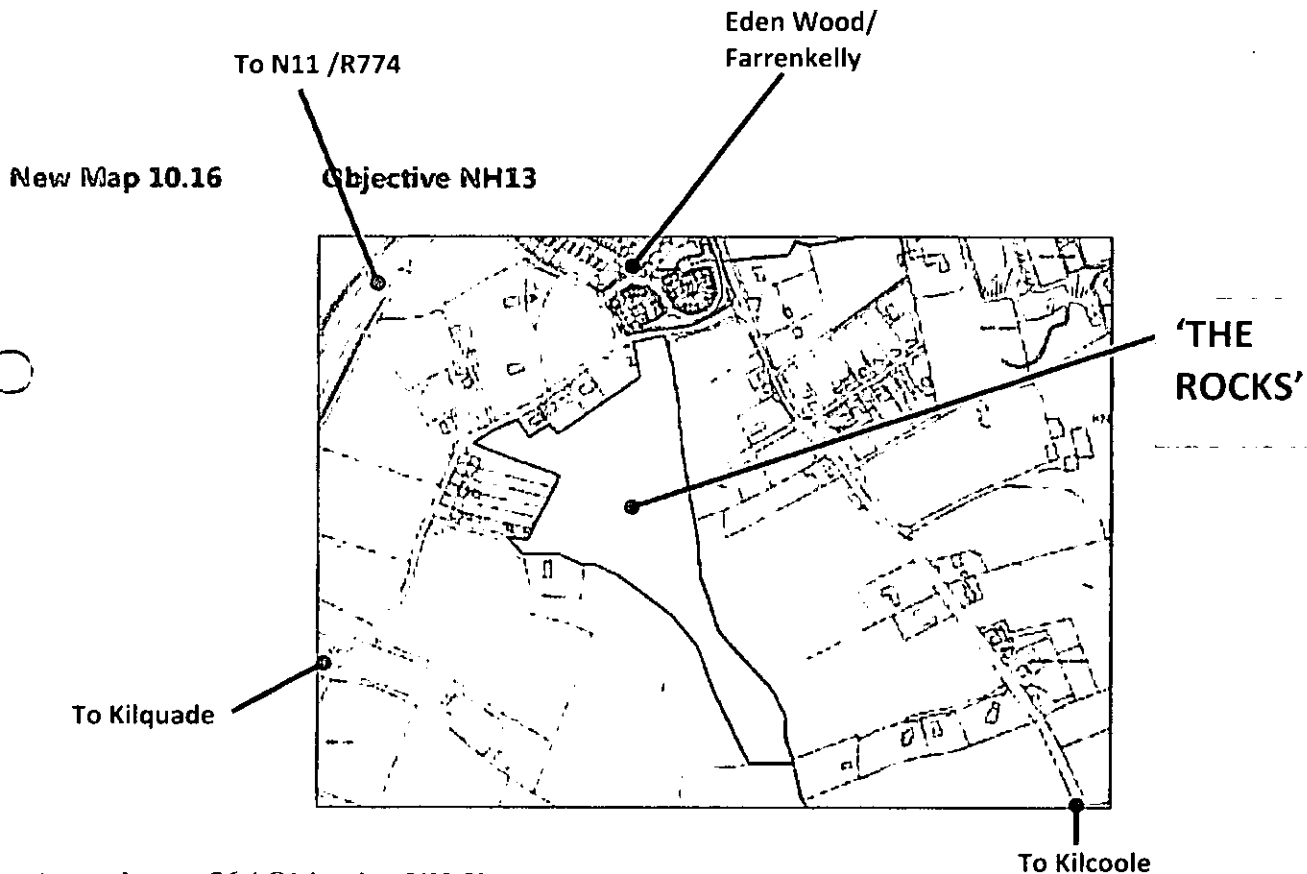 Eden Wood/
Farrenkelly
To N11 /R774
New Map 10.16 Objective NH13
'THE
ROCKS'
To Kilquade
To Kilcoole